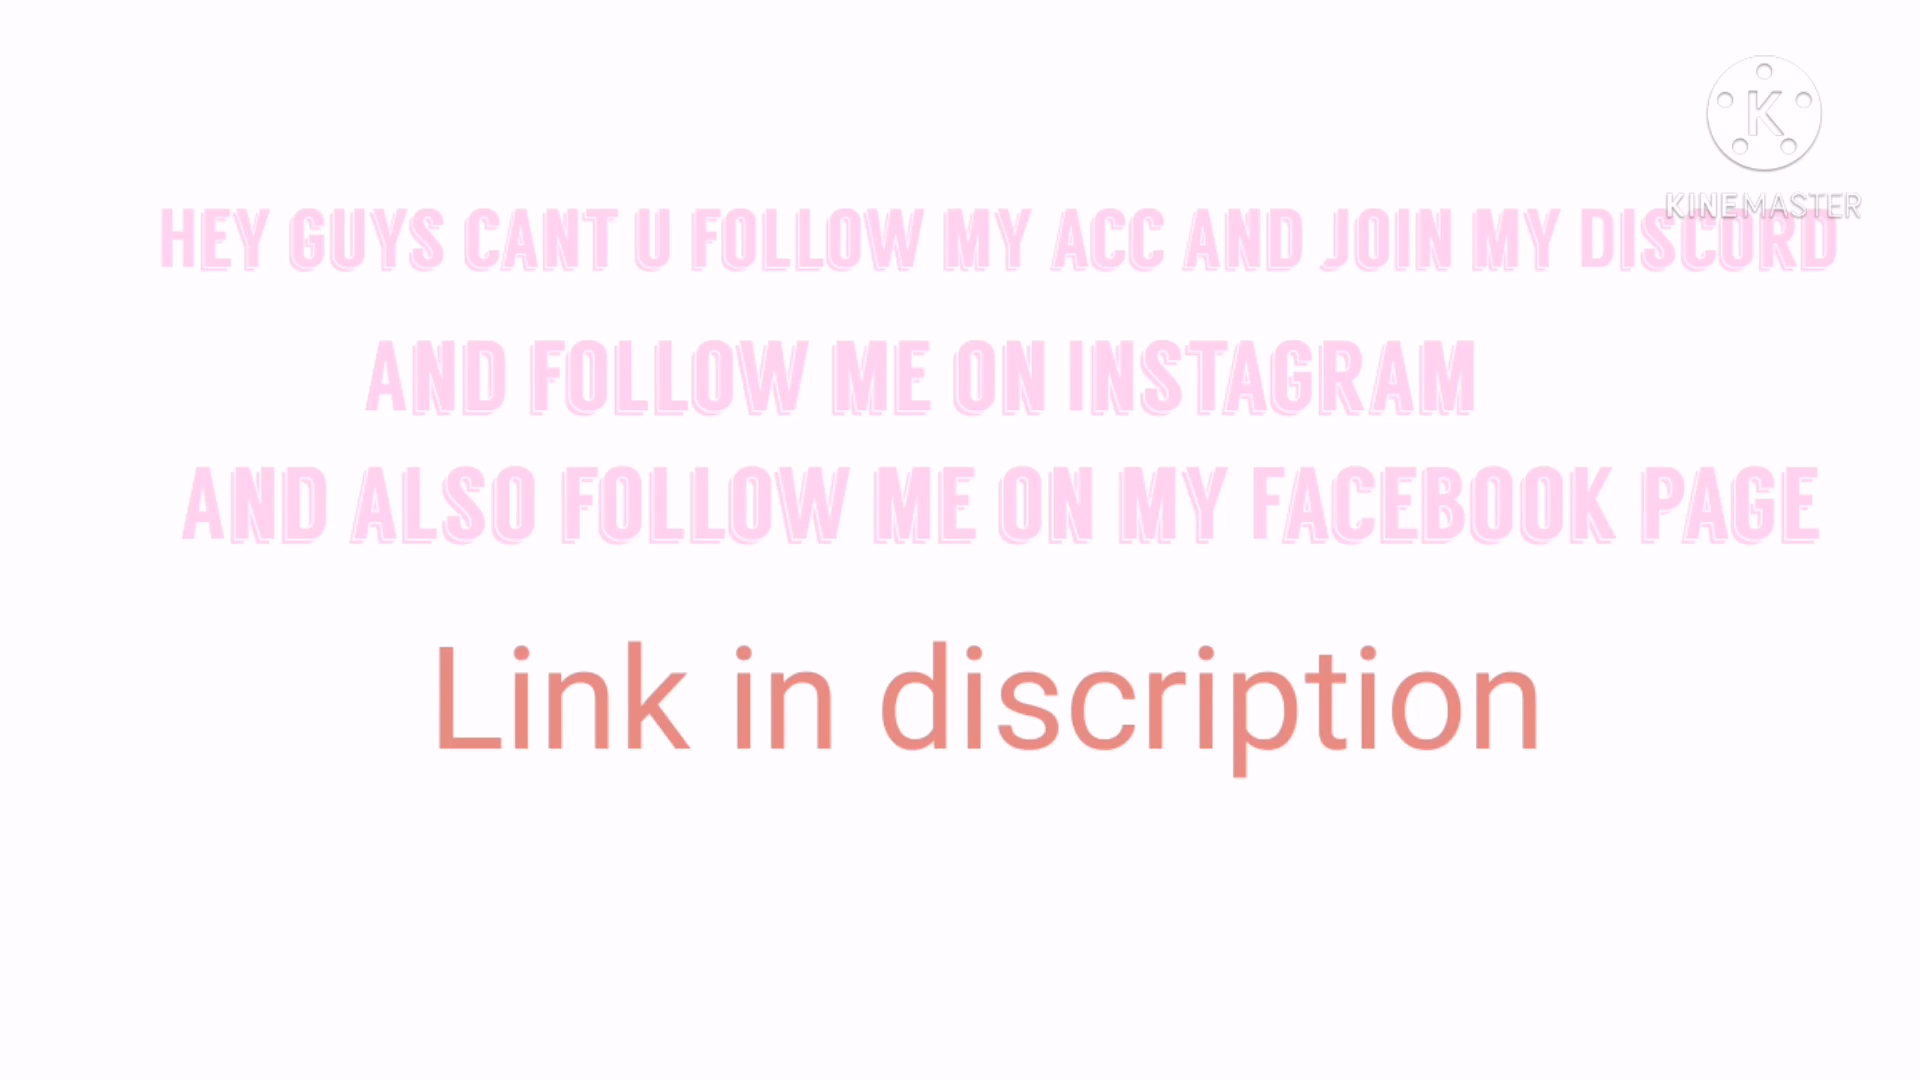 K
KINEMASTER
HEY GUYS CANT U FOLLOW MY ACC AND JOIN MY DISCORD
AND FOLLOW ME ON INSTAGRAM
AND ALSO FOLLOW ME ON MY FACEBOOK PAGE
Link in discription